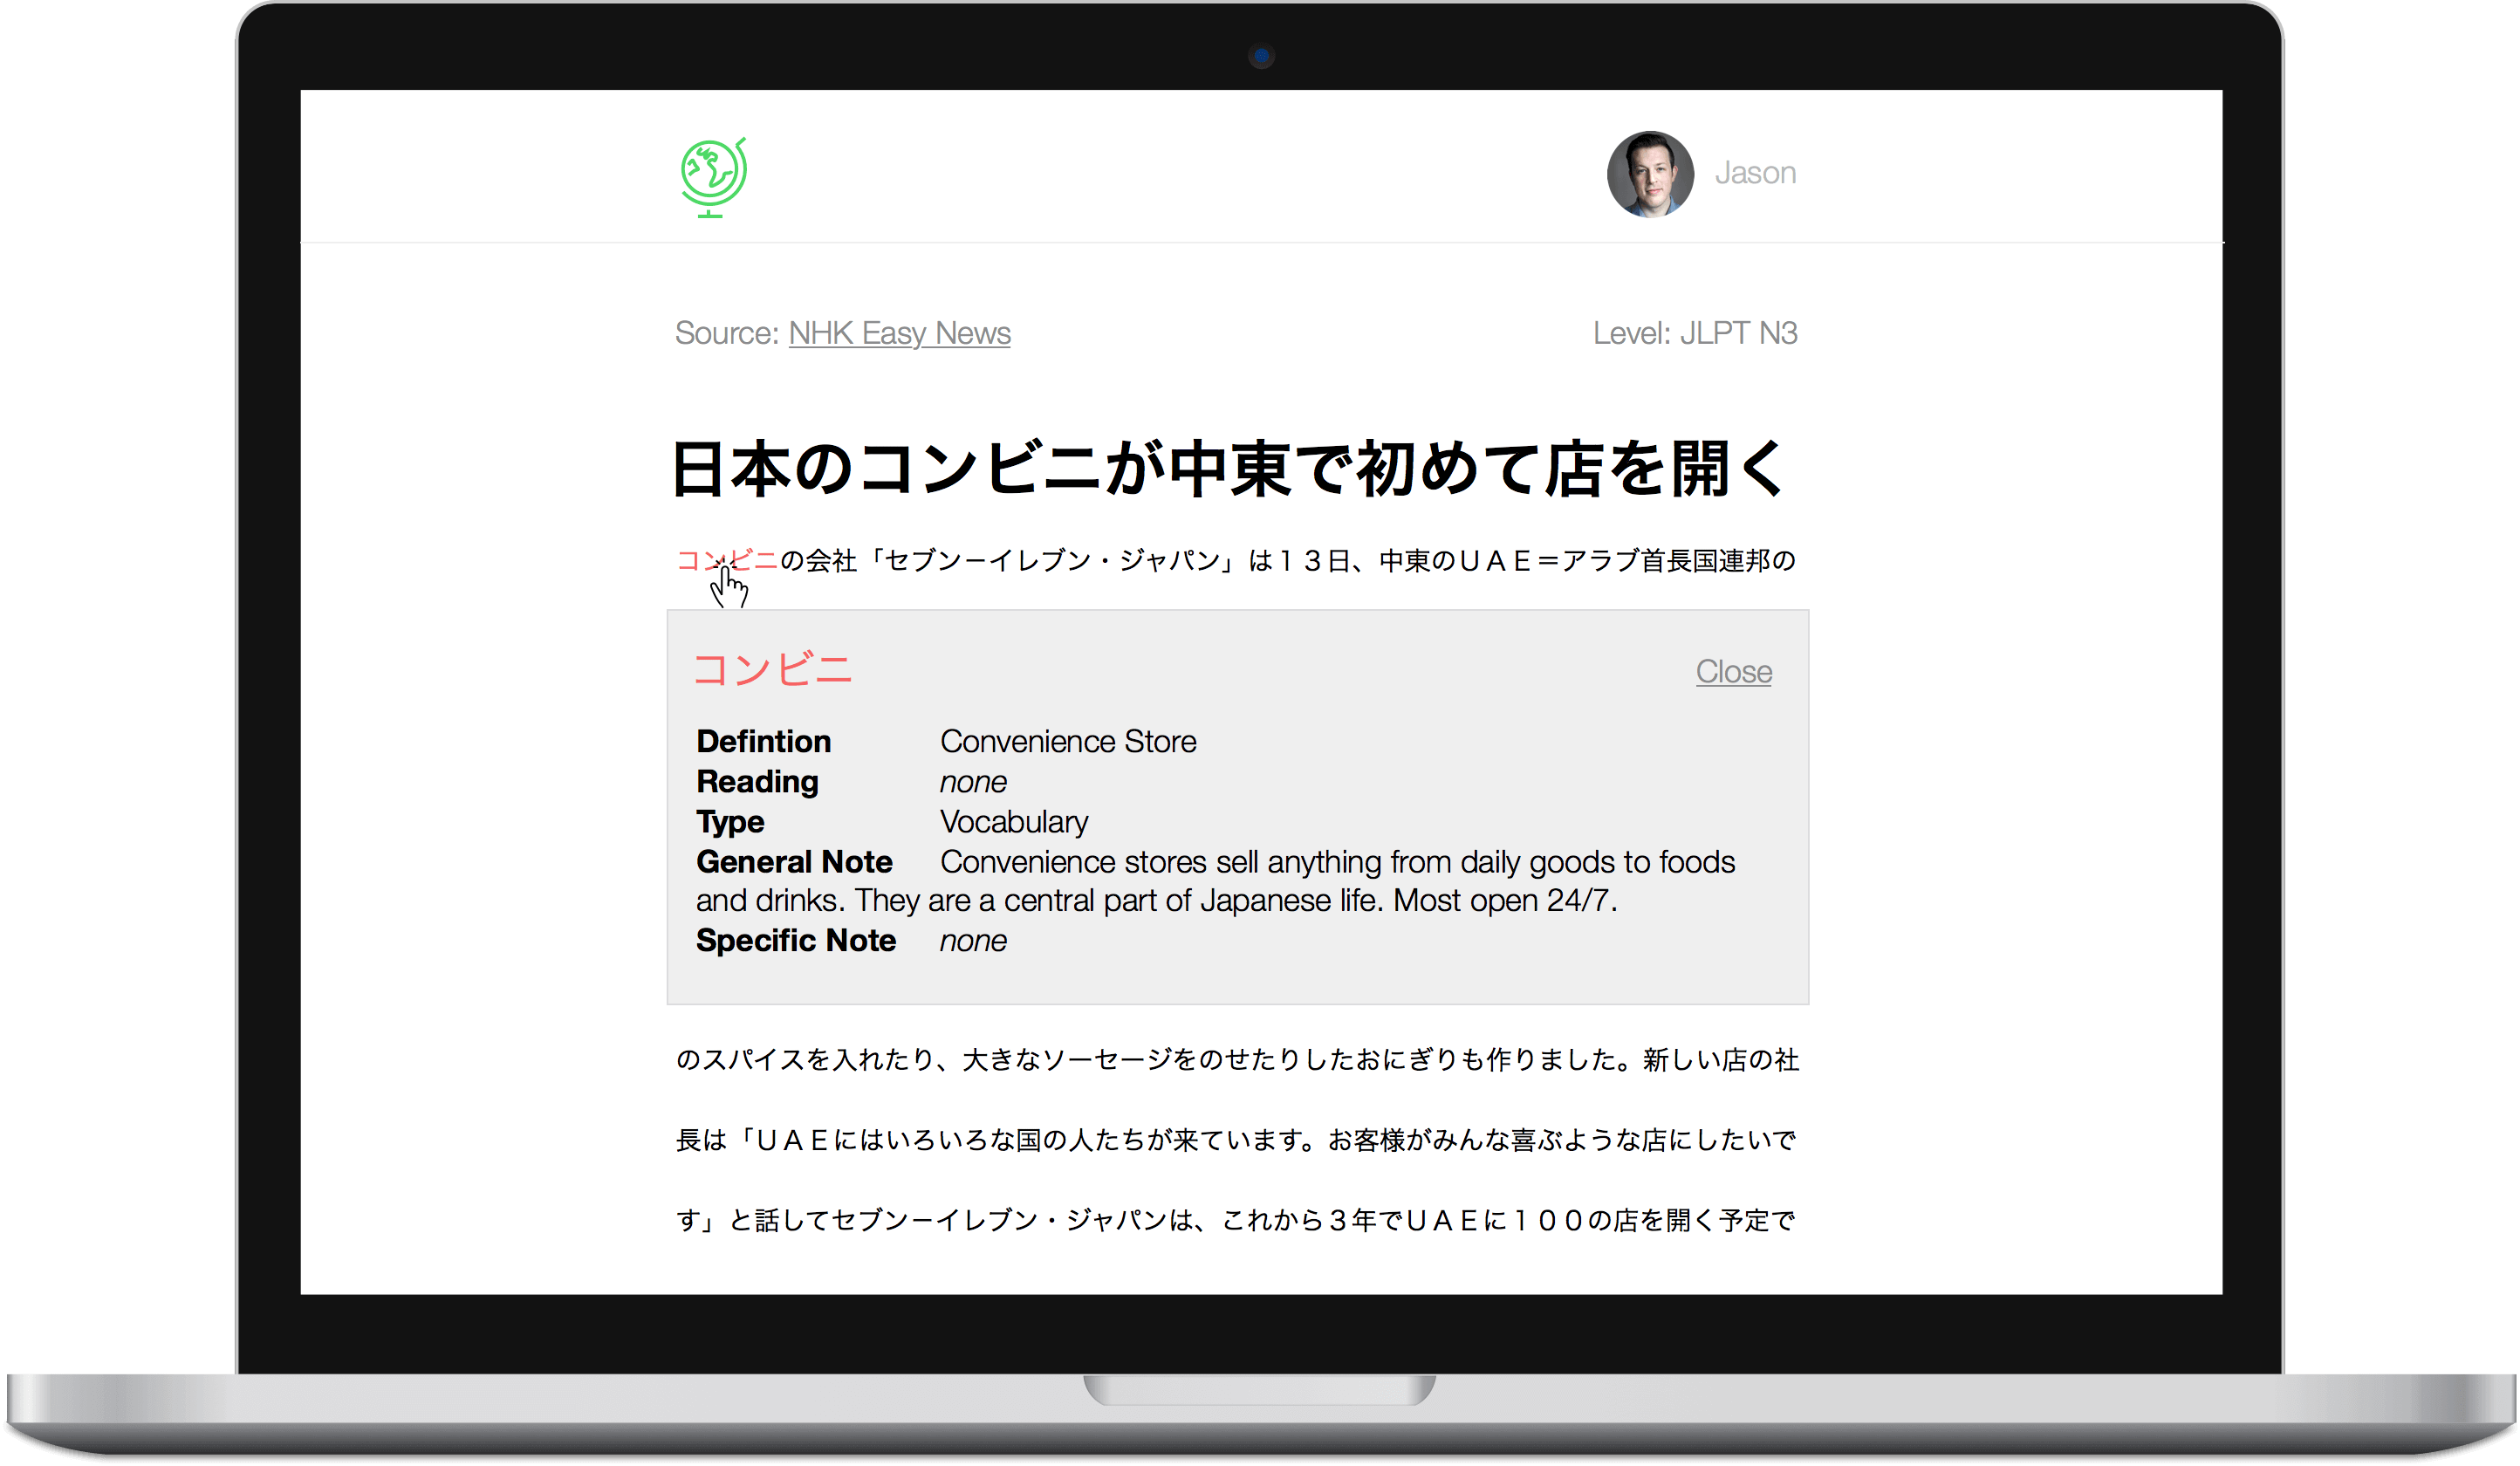 Jason
Source: NHK Easy News
Level: JLPT N3
日本のコンビニが中東で初めて店を開く
コンビニの会社「セブン−イレブン・ジャパン」は１３日、中東のＵＡＥ＝アラブ首長国連邦の
コンビニ
Close
Defintion Convenience Store
Reading none
Type Vocabulary
General Note Convenience stores sell anything from daily goods to foods
and drinks. They are a central part of Japanese life. Most open 24/7.
Specific Note none
のスパイスを入れたり、大きなソーセージをのせたりしたおにぎりも作りました。新しい店の社
長は「ＵＡＥにはいろいろな国の人たちが来ています。お客様がみんな喜ぶような店にしたいで
す」と話してセブン−イレブン・ジャパンは、これから３年でＵＡＥに１００の店を開く予定で